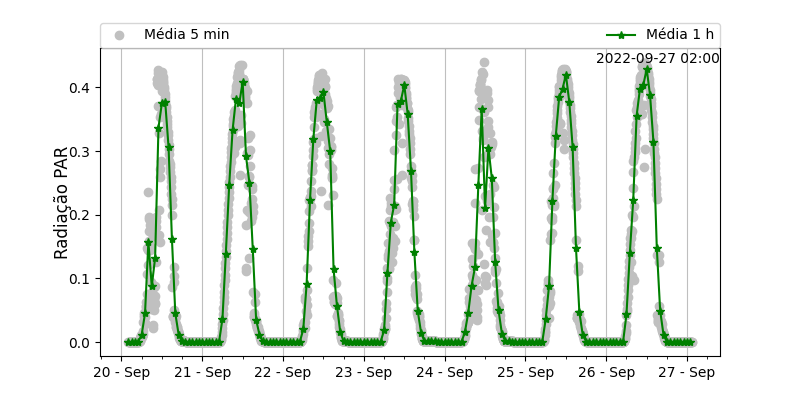 Média 5 min
Média 1 h
2022-09-27 02:00
Radiação PAR
0.4
0.3
0.2
0.1
0.0
20 - Sep
21 - Sep
22 - Sep
23 - Sep
24 - Sep
25 - Sep
26 - Sep
27 - Sep